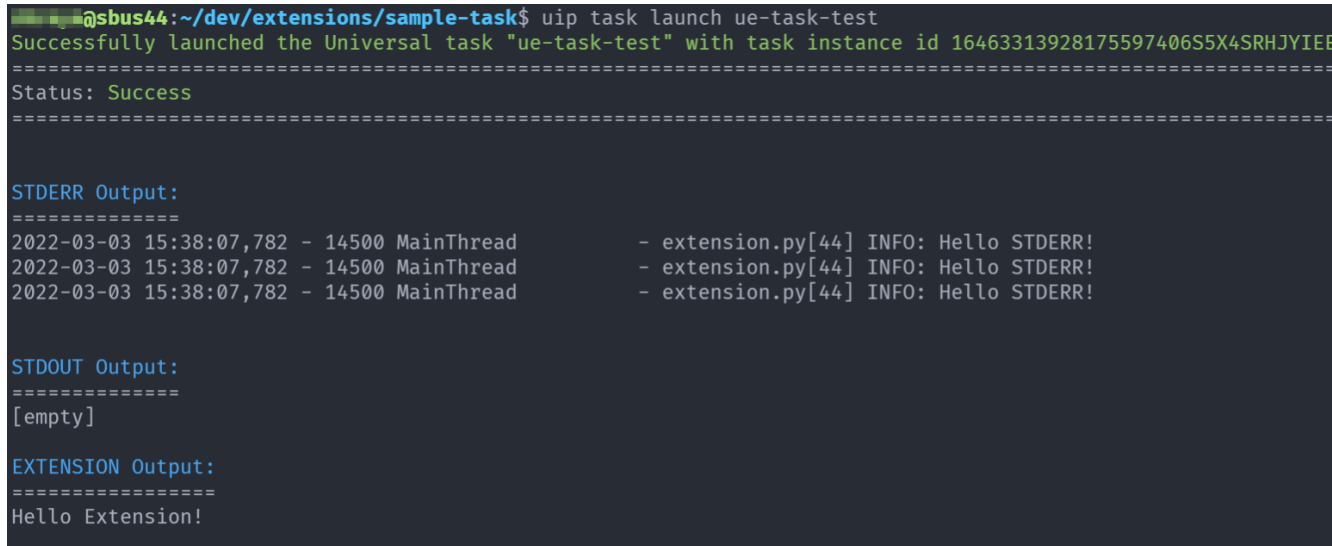 @sbus44:~/dev/extensions/sample-task$ uip task launch ue-task-test
Successfully launched the Universal task "ue-task-test" with task instance id 16463313928175597406S5X4SRHJYIEE
==============================================================================================================
Status: Success
==============================================================================================================
STDERR Output:
==============
2022-03-03 15:38:07,782 - 14500 MainThread          - extension.py[44] INFO: Hello STDERR!
2022-03-03 15:38:07,782 - 14500 MainThread          - extension.py[44] INFO: Hello STDERR!
2022-03-03 15:38:07,782 - 14500 MainThread          - extension.py[44] INFO: Hello STDERR!
STDOUT Output:
==============
[empty]
EXTENSION Output:
=================
Hello Extension!